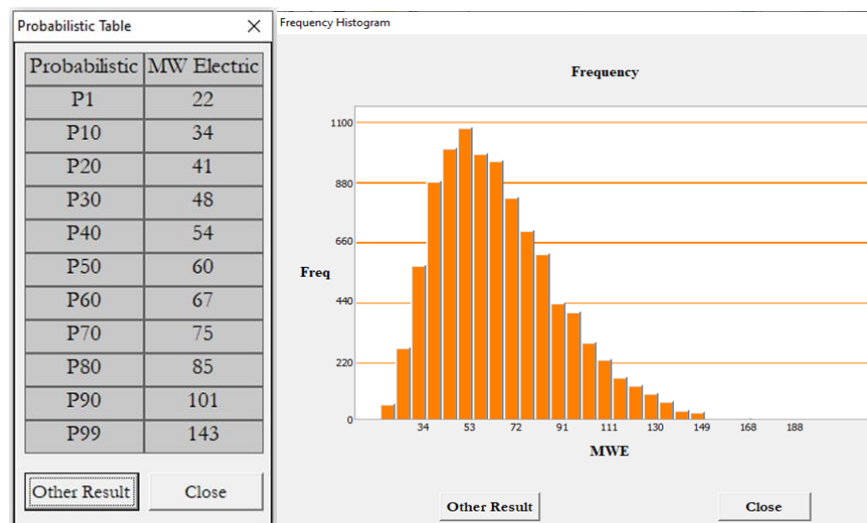 Probabilistic Table
Probabilistic MW Electric
P1 22
P10 34
P20 41
P30 48
P40 54
P50 60
P60 67
P70 75
P80 85
P90 101
P99 143
Other Result Close
Frequency Histogram
Frequency
1100
880
660
Freq
440
220
0
34 53 72 91 111 130 149 168 188
MWE
Other Result Close